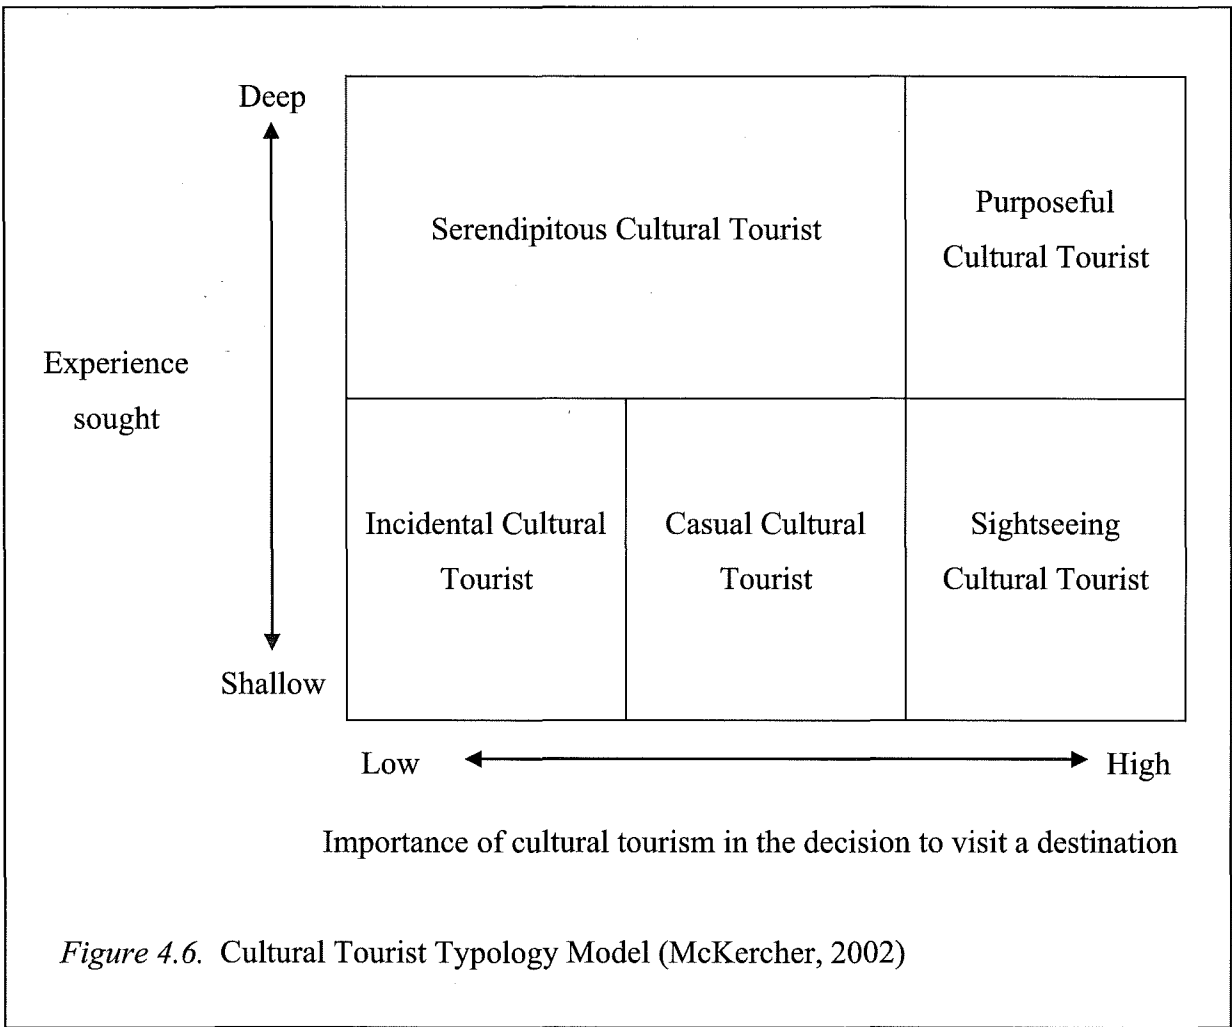 Deep
Serendipitous Cultural Tourist
Purposeful
Cultural Tourist
Experience
sought
Incidental Cultural
Tourist
Casual Cultural
Tourist
Sightseeing
Cultural Tourist
Shallow
Low
High
Importance of cultural tourism in the decision to visit a destination
Figure 4.6. Cultural Tourist Typology Model (McKercher, 2002)